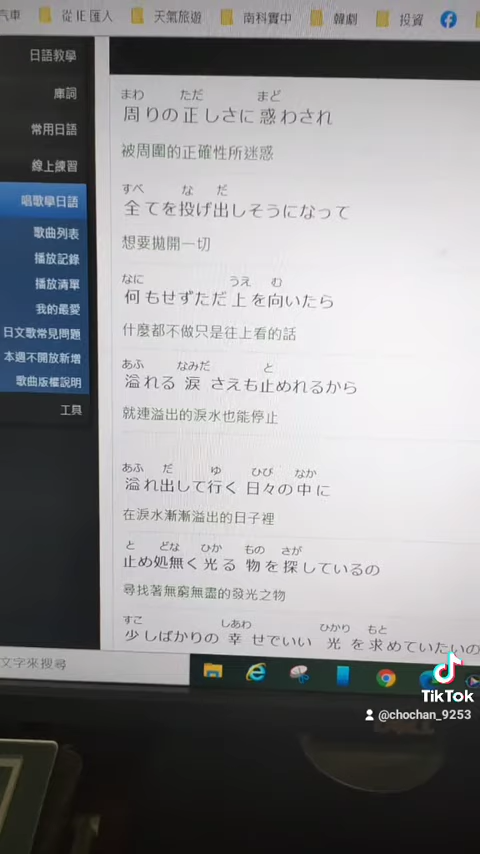 汽車 從IE匯入 天氣旅遊 南科實中 韓劇 投資
日語教學
庫詞
常用日語
線上練習
唱歌學日語
歌曲列表
播放記錄
播放清單
我的最愛
日文歌常見問題
本週不開放新增
歌曲版權說明
工具
まわ ただ まど
周りの正しさに惑わされ
被周圍的正確性所迷惑
すべ な だ
全てを投げ出しそうになって
想要拋開一切
なに うえ む
何もせずただ上を向いたら
什麼都不做只是往上看的話
あふ なみだ と
溢れる涙さえも止めれるから
就連溢出的淚水也能停止
あふ だ ゆ ひび なか
溢れ出して行く日々の中に
在淚水漸漸溢出的日子裡
と どな ひか もの さが
止め処無く光る物を探しているの
尋找著無窮無盡的發光之物
すこ しあわ ひかり もと
少しばかりの幸せでいい 光を求めていたいの
文字來搜尋
TikTok
@chochan_9253